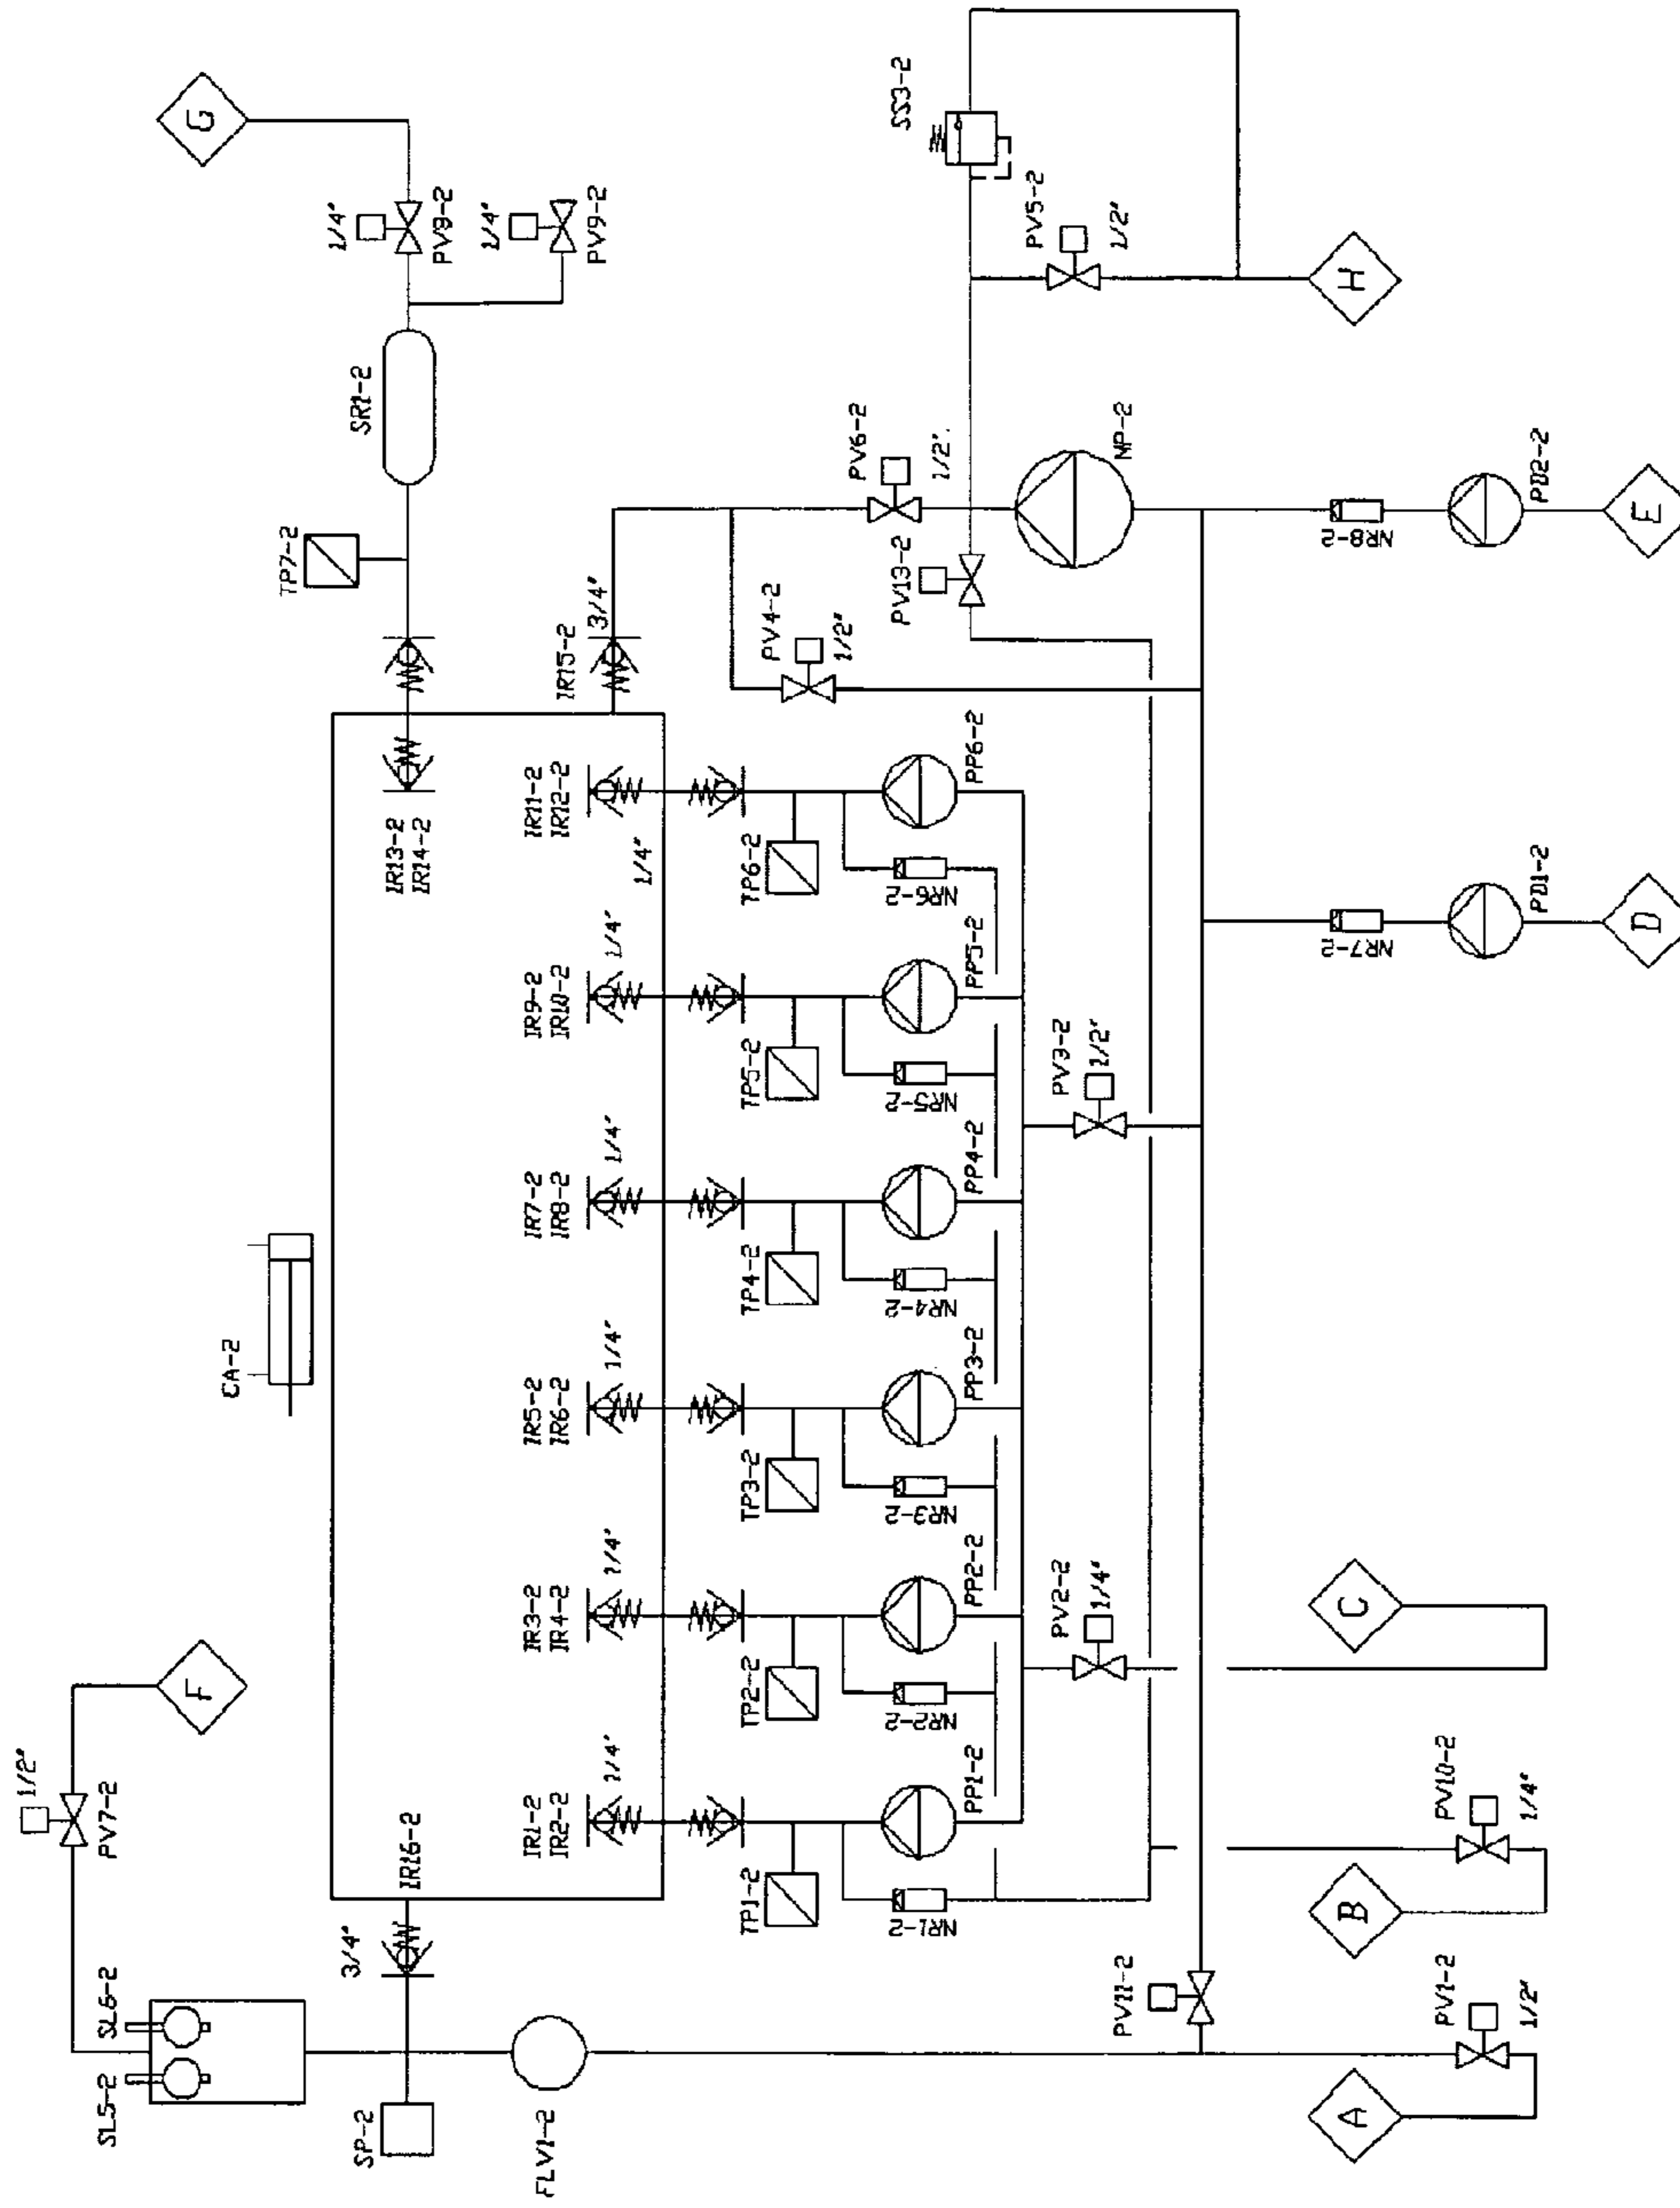 G
1/4"
PV8-2
1/4"
PV9-2
SR1-2
TP7-2
SS3-2
PV5-2
1/2"
H
PV6-2
1/2"
MP-2
PV13-2
PV4-2
1/2"
NR8-2
PD2-2
E
NR7-2
PD1-2
D
IR15-2
3/4"
IR13-2
IR14-2
CA-2
IR11-2
IR12-2
1/4"
TP6-2
NR6-2
PP6-2
IR9-2
IR10-2
1/4"
TP5-2
NR5-2
PP5-2
IR7-2
IR8-2
1/4"
TP4-2
NR4-2
PP4-2
IR5-2
IR6-2
1/4"
TP3-2
NR3-2
PP3-2
IR3-2
IR4-2
1/4"
TP2-2
NR2-2
PP2-2
IR1-2
IR2-2
1/4"
TP1-2
NR1-2
PP1-2
PV3-2
1/2"
PV2-2
1/4"
C
F
1/2"
PV7-2
IR16-2
3/4"
SL6-2
SL5-2
SP-2
FLV1-2
PV11-2
PV10-2
1/4"
B
PV1-2
1/2"
A